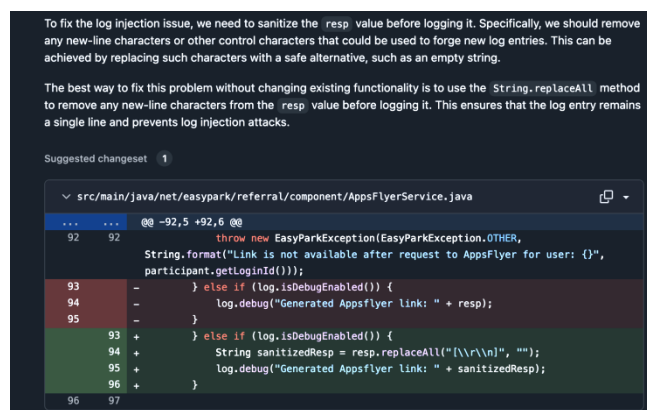 To fix the log injection issue, we need to sanitize the resp value before logging it. Specifically, we should remove
any new-line characters or other control characters that could be used to forge new log entries. This can be
achieved by replacing such characters with a safe alternative, such as an empty string.
The best way to fix this problem without changing existing functionality is to use the String.replaceAll method
to remove any new-line characters from the resp value before logging it. This ensures that the log entry remains
a single line and prevents log injection attacks.
Suggested changeset 1
src/main/java/net/easypark/referral/component/AppsFlyerService.java
... ... @@ -92,5 +92,6 @@
92 92 throw new EasyParkException(EasyParkException.OTHER,
String.format("Link is not available after request to AppsFlyer for user: {}",
participant.getLoginId()));
93 - } else if (log.isDebugEnabled()) {
94 - log.debug("Generated Appsflyer link: " + resp);
95 - }
93 + } else if (log.isDebugEnabled()) {
94 + String sanitizedResp = resp.replaceAll("[\\r\\n]", "");
95 + log.debug("Generated Appsflyer link: " + sanitizedResp);
96 + }
96 97